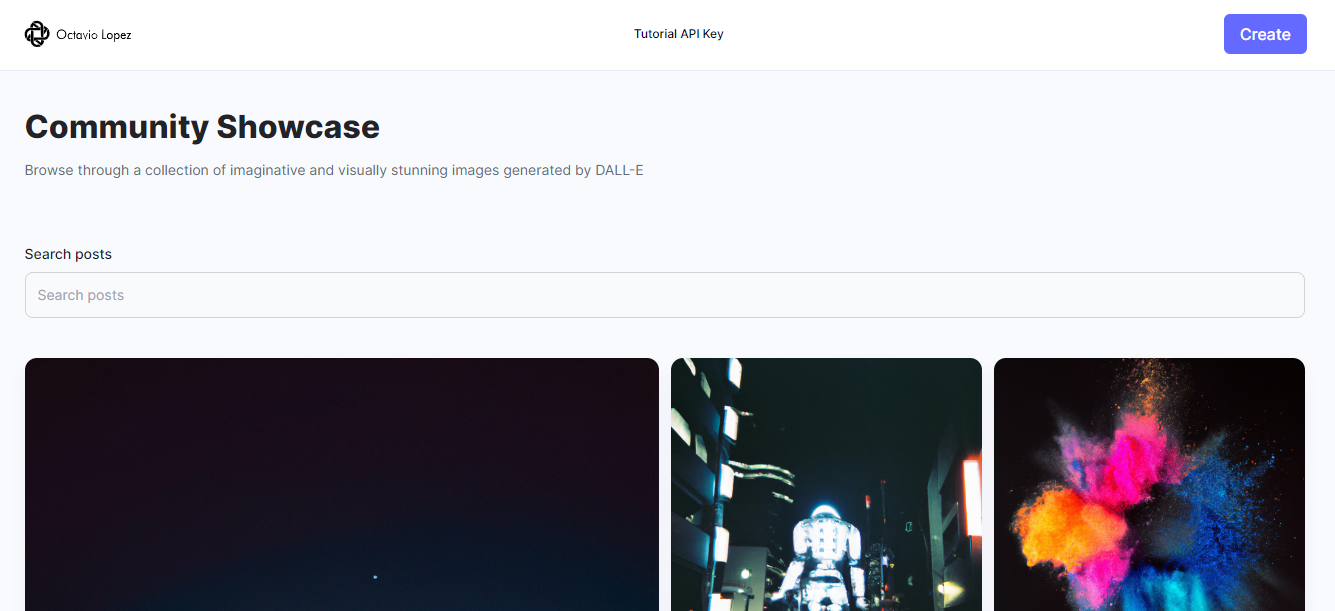 Octavio Lopez
Tutorial API Key
Create
Community Showcase
Browse through a collection of imaginative and visually stunning images generated by DALL-E
Search posts
Search posts